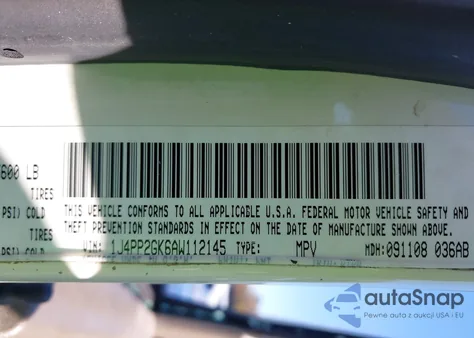 600 LB
TIRES
PSI) COLD
TIRES
PSI) COLD
THIS VEHICLE CONFORMS TO ALL APPLICABLE U.S.A. FEDERAL MOTOR VEHICLE SAFETY AND
THEFT PREVENTION STANDARDS IN EFFECT ON THE DATE OF MANUFACTURE SHOWN ABOVE.
VIN: 1J4PP2GK6AW112145 TYPE: MPV MDH: 091108 036AB
autoSnap
Pewne auta z aukcji USA i EU